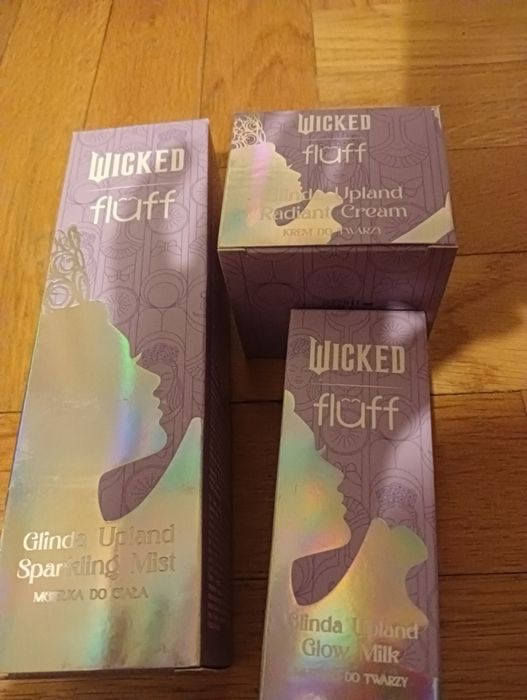 WICKED
fluff
Glinda Upland
Sparkling Mist
MGIEŁKA DO CIAŁA
WICKED
fluff
Glinda Upland
Radiant Cream
KREM DO TWARZY
WICKED
fluff
Glinda Upland
Glow Milk
DO TWARZY